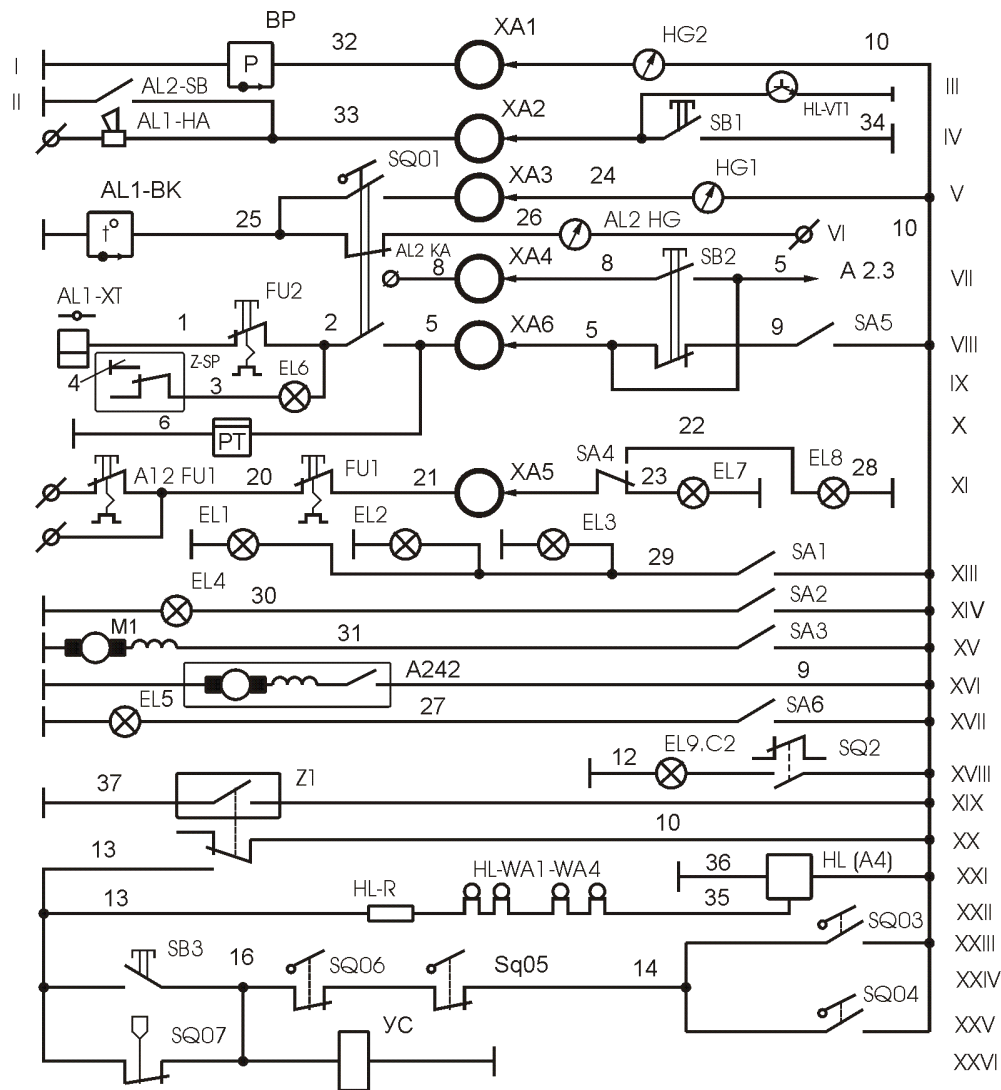 BP 32 XA1 HG2 10
I P
II AL2-SB III
AL1-HA 33 XA2 HL-VT1
SB1 34 IV
SQ01 XA3 24 HG1 V
AL1-BK 25 26 AL2 HG 10
t° VI
AL2 KA 8 XA4 8 SB2 5 A 2.3 VII
AL1-XT FU2
1 2 5 XA6 5 9 SA5 VIII
Z-SP EL6
4 3 IX
6 PT X
22
A12 FU1 20 FU1 21 XA5 SA4 23 EL7 EL8 28 XI
EL1 EL2 EL3
29 SA1 XIII
EL4 30 SA2 XIV
M1 31 SA3 XV
A242 9 XVI
EL5 27 SA6 XVII
12 EL9.C2 SQ2 XVIII
37 Z1 XIX
10 XX
13 36 HL (A4) XXI
13 HL-R HL-WA1-WA4 35 XXII
SQ03 XXIII
SB3 16 SQ06 Sq05 14 XXIV
SQ04 XXV
SQ07 УС XXVI